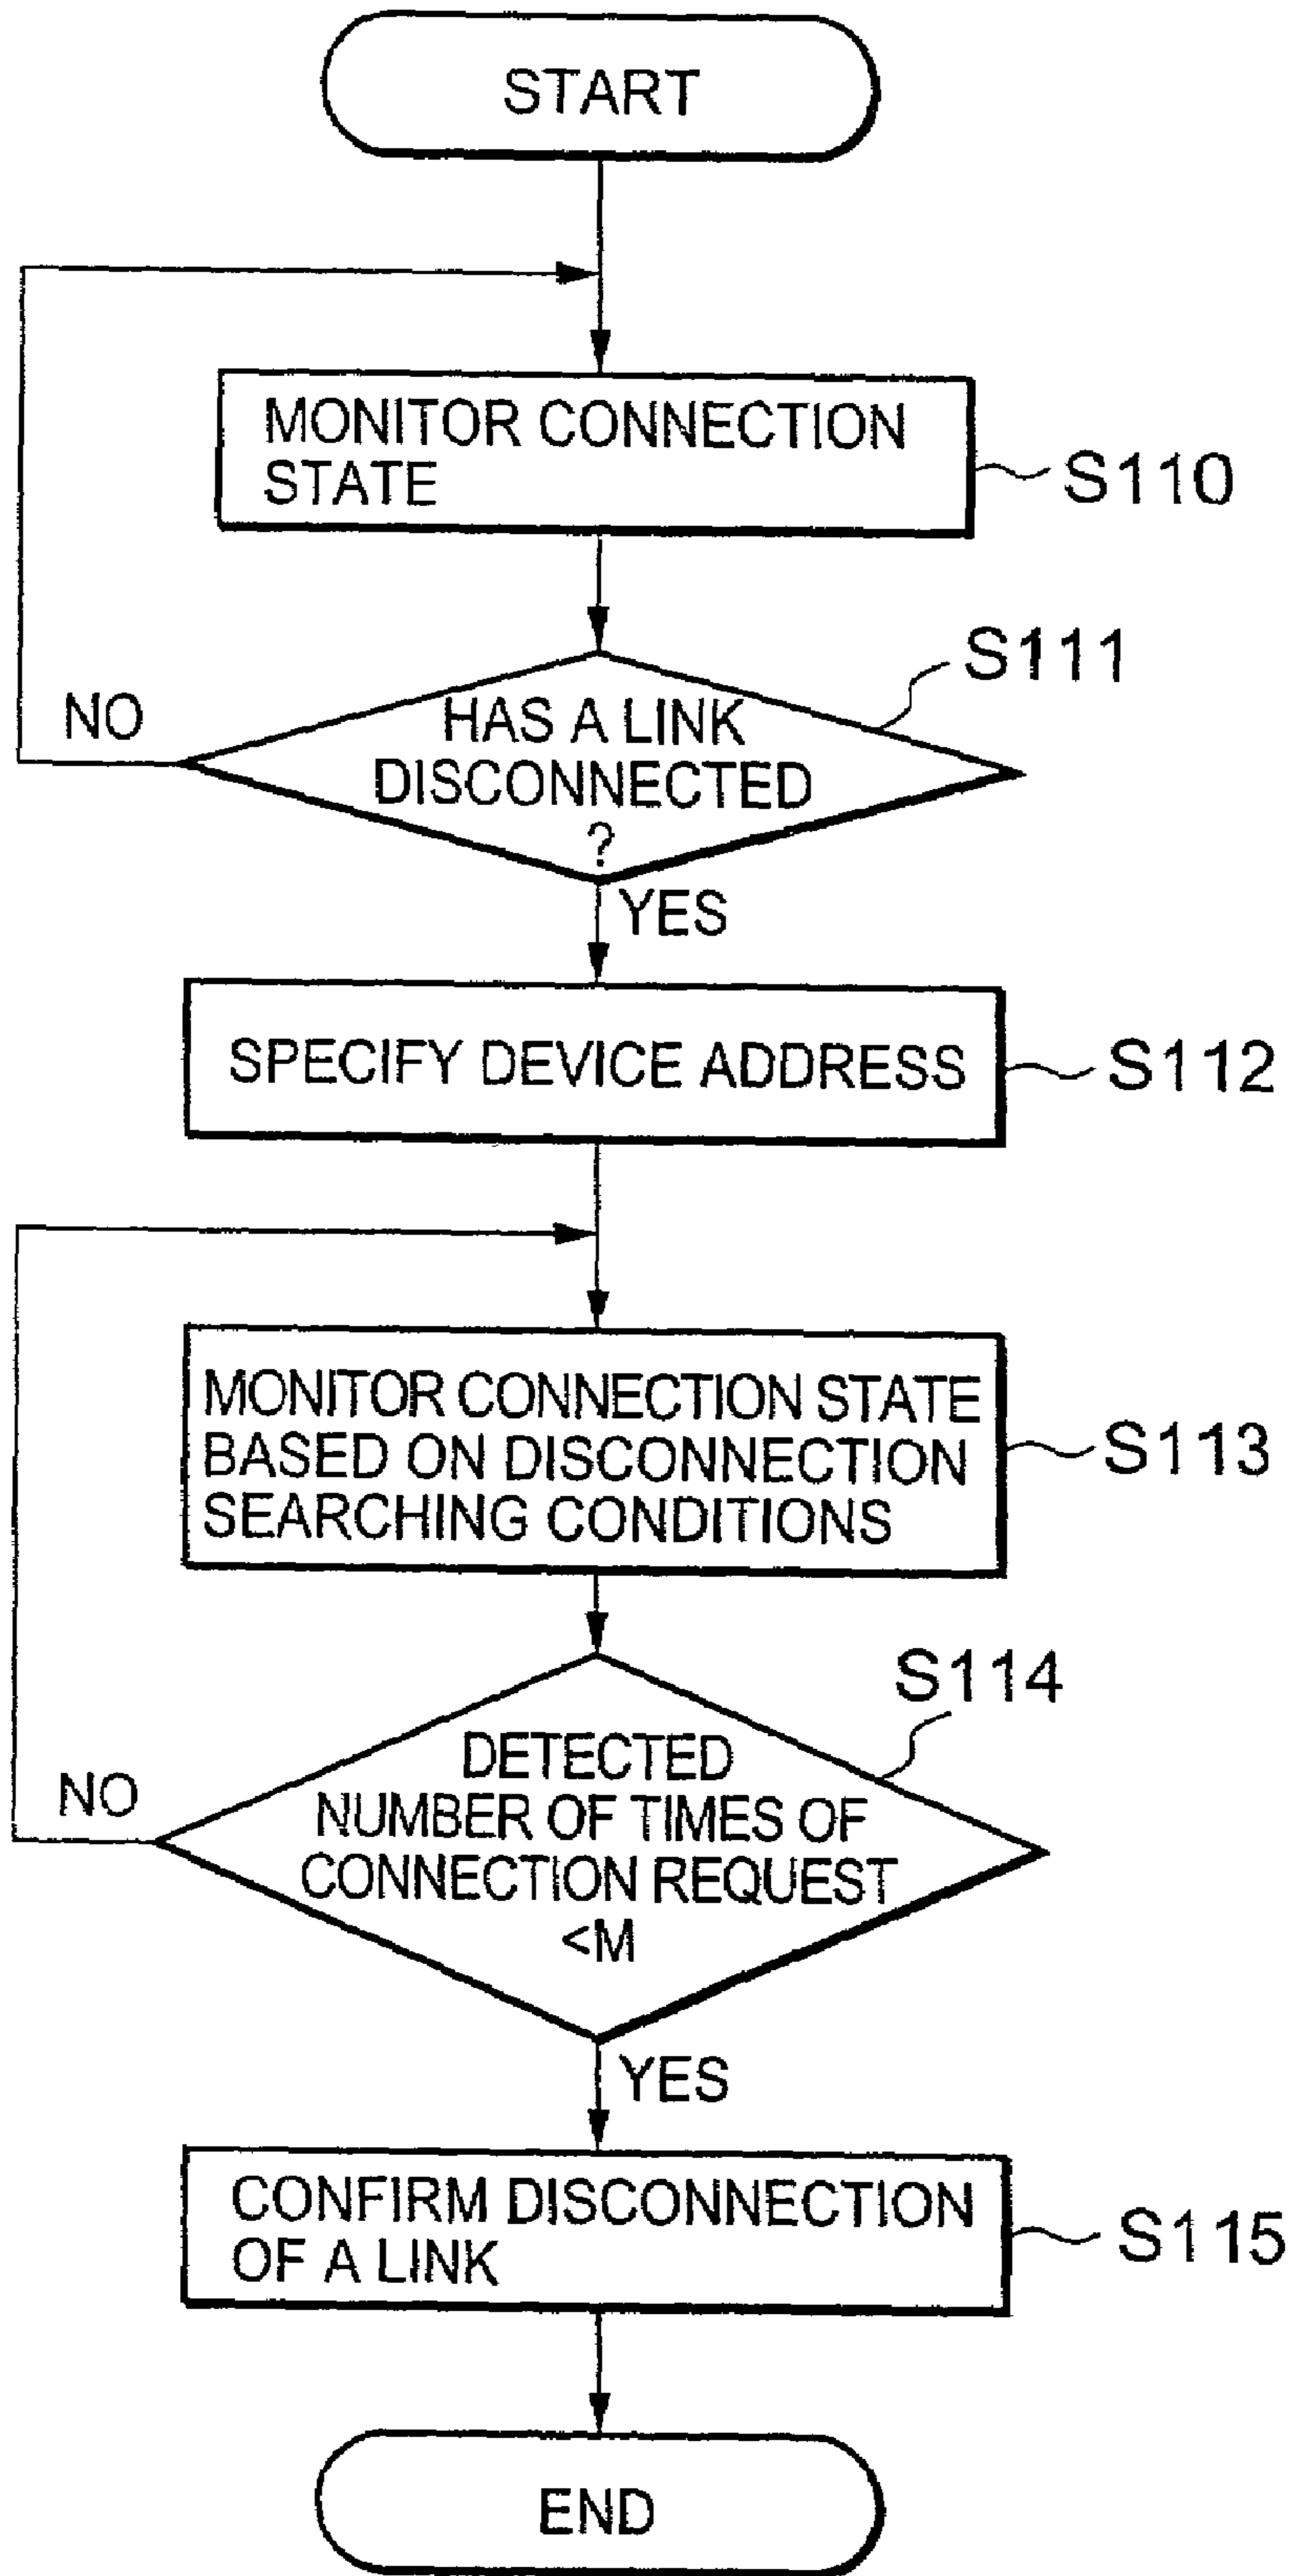 START
MONITOR CONNECTION
STATE
S110
S111
HAS A LINK
DISCONNECTED
?
NO
YES
SPECIFY DEVICE ADDRESS
S112
MONITOR CONNECTION STATE
BASED ON DISCONNECTION
SEARCHING CONDITIONS
S113
S114
DETECTED
NUMBER OF TIMES OF
CONNECTION REQUEST
<M
NO
YES
CONFIRM DISCONNECTION
OF A LINK
S115
END